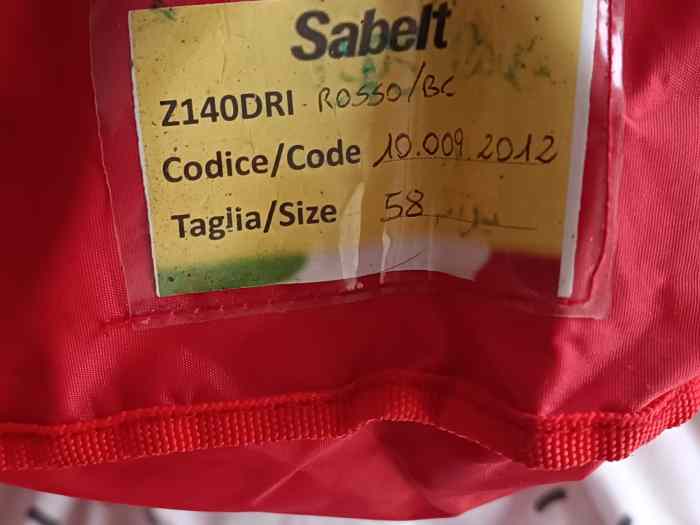 Sabelt
Z140DRI ROSSO/BC
Codice/Code 10.009.2012
Taglia/Size 58